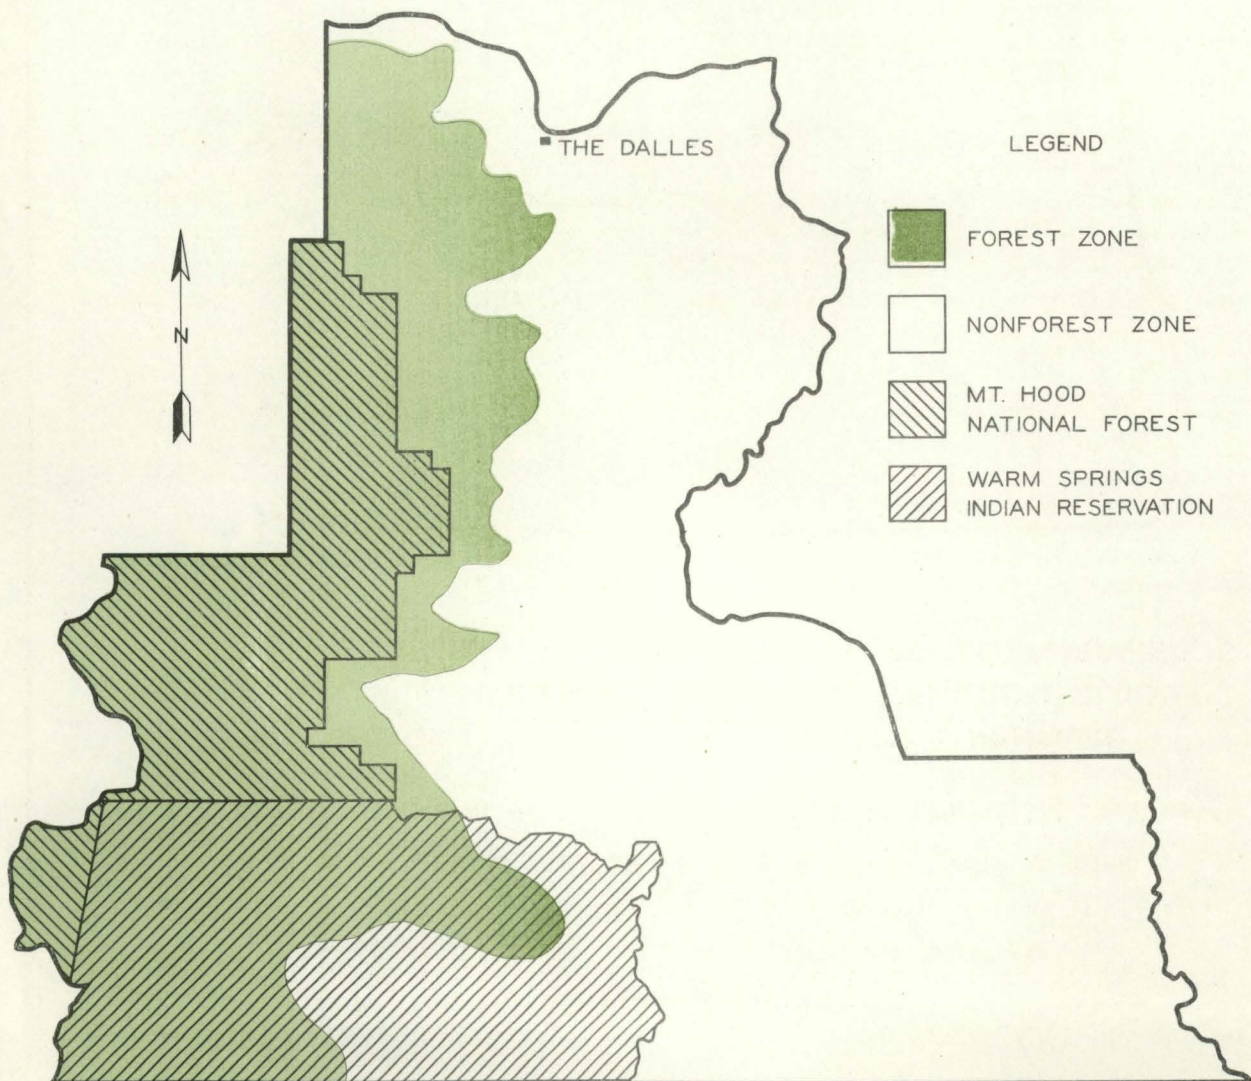 THE DALLES
N
LEGEND
FOREST ZONE
NONFOREST ZONE
MT. HOOD
NATIONAL FOREST
WARM SPRINGS
INDIAN RESERVATION